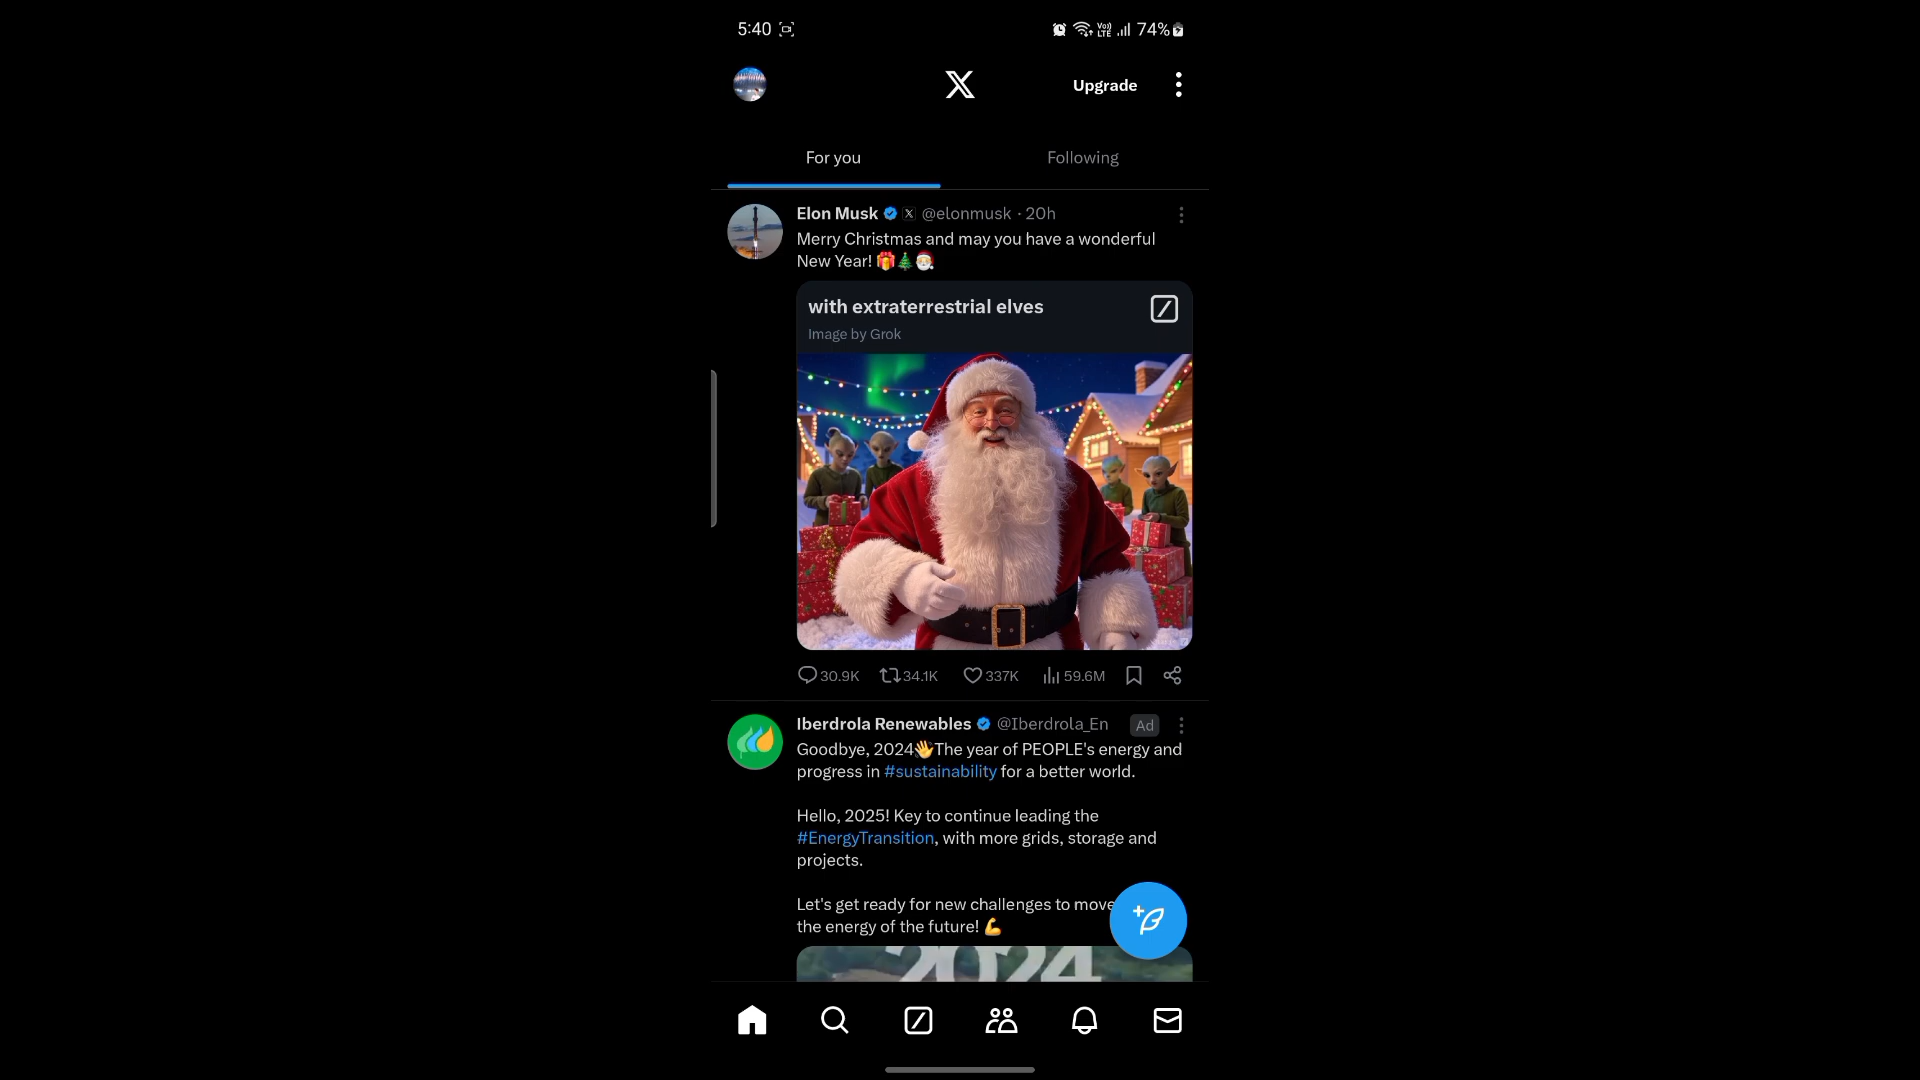 5:40 Vo)) LTE 74%
X Upgrade
For you Following
Elon Musk @elonmusk · 20h
Merry Christmas and may you have a wonderful
New Year! 🎁🎄🎅
with extraterrestrial elves
Image by Grok
30.9K 34.1K 337K 59.6M
Iberdrola Renewables @Iberdrola_En Ad
Goodbye, 2024👋The year of PEOPLE's energy and
progress in #sustainability for a better world.
Hello, 2025! Key to continue leading the
#EnergyTransition, with more grids, storage and
projects.
Let's get ready for new challenges to move
the energy of the future! 💪
2024